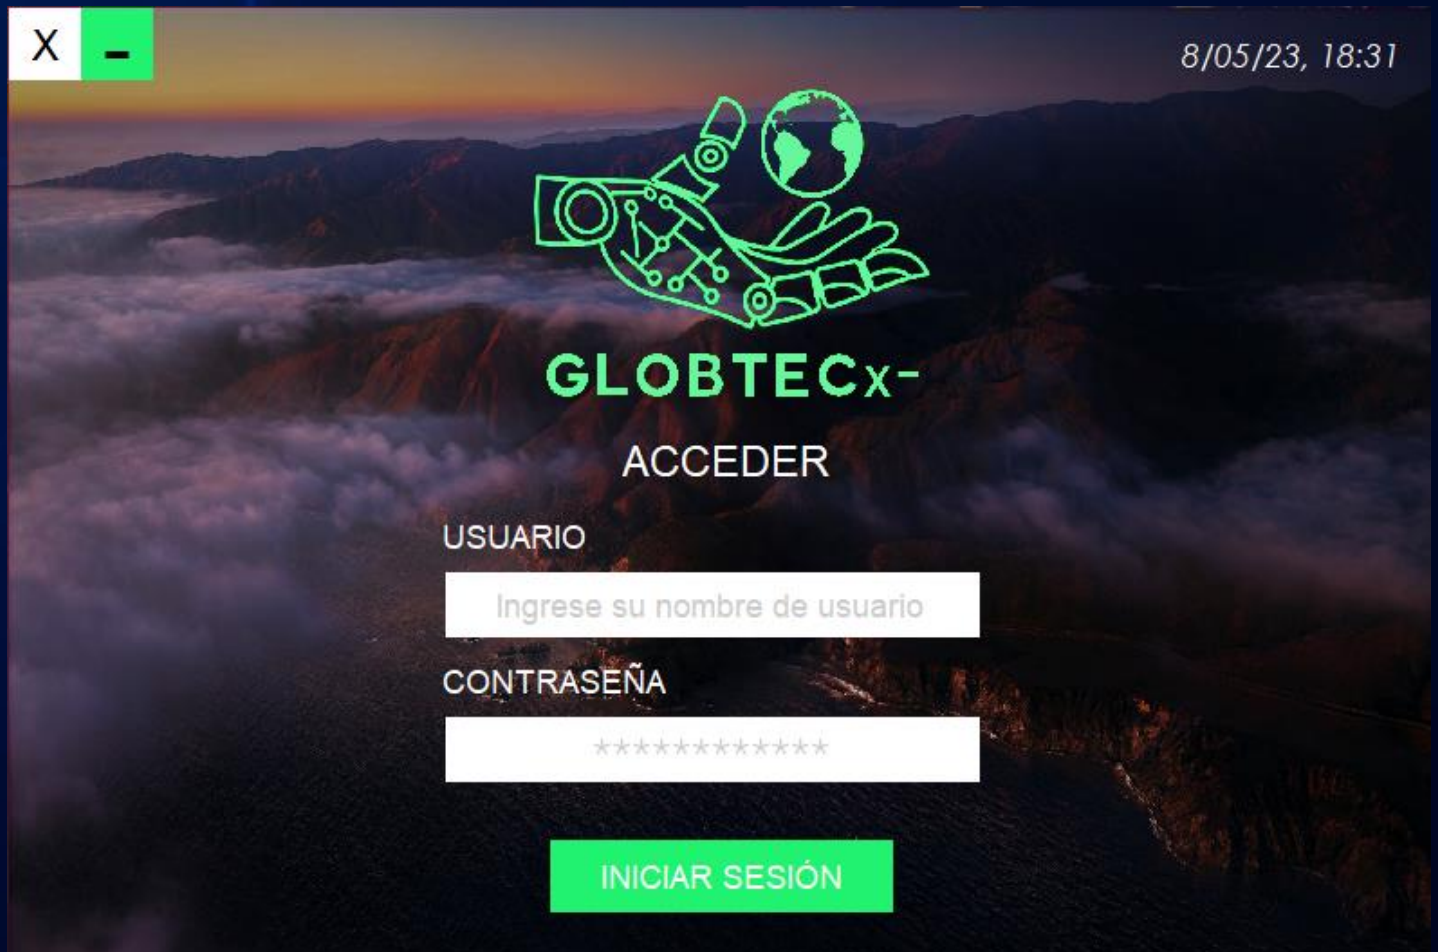 X -
8/05/23, 18:31
GLOBTECx-
ACCEDER
USUARIO
Ingrese su nombre de usuario
CONTRASEÑA
************
INICIAR SESIÓN